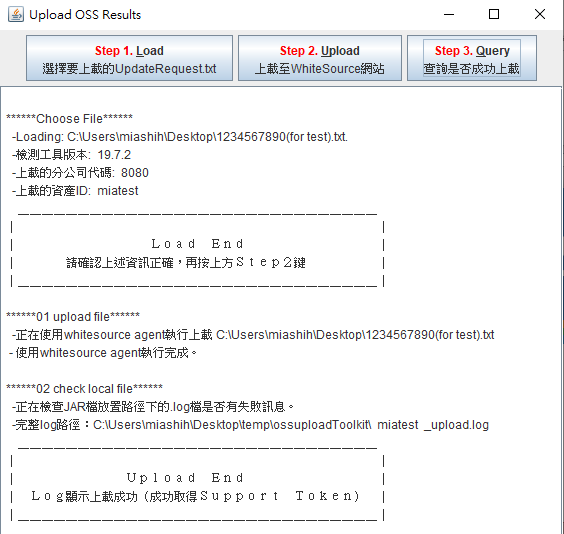 Upload OSS Results
Step 1. Load
選擇要上載的UpdateRequest.txt
Step 2. Upload
上載至WhiteSource網站
Step 3. Query
查詢是否成功上載
******Choose File******
-Loading: C:\Users\miashih\Desktop\1234567890(for test).txt.
-檢測工具版本: 19.7.2
-上載的分公司代碼: 8080
-上載的資產ID: miatest
Ｌｏａｄ　Ｅｎｄ
請確認上述資訊正確，再按上方Ｓｔｅｐ２鍵
******01 upload file******
-正在使用whitesource agent執行上載 C:\Users\miashih\Desktop\1234567890(for test).txt
- 使用whitesource agent執行完成。
******02 check local file******
-正在檢查JAR檔放置路徑下的.log檔是否有失敗訊息。
-完整log路徑：C:\Users\miashih\Desktop\temp\ossuploadToolkit\ miatest _upload.log
Ｕｐｌｏａｄ　Ｅｎｄ
Ｌｏｇ顯示上載成功（成功取得Ｓｕｐｐｏｒｔ　Ｔｏｋｅｎ）